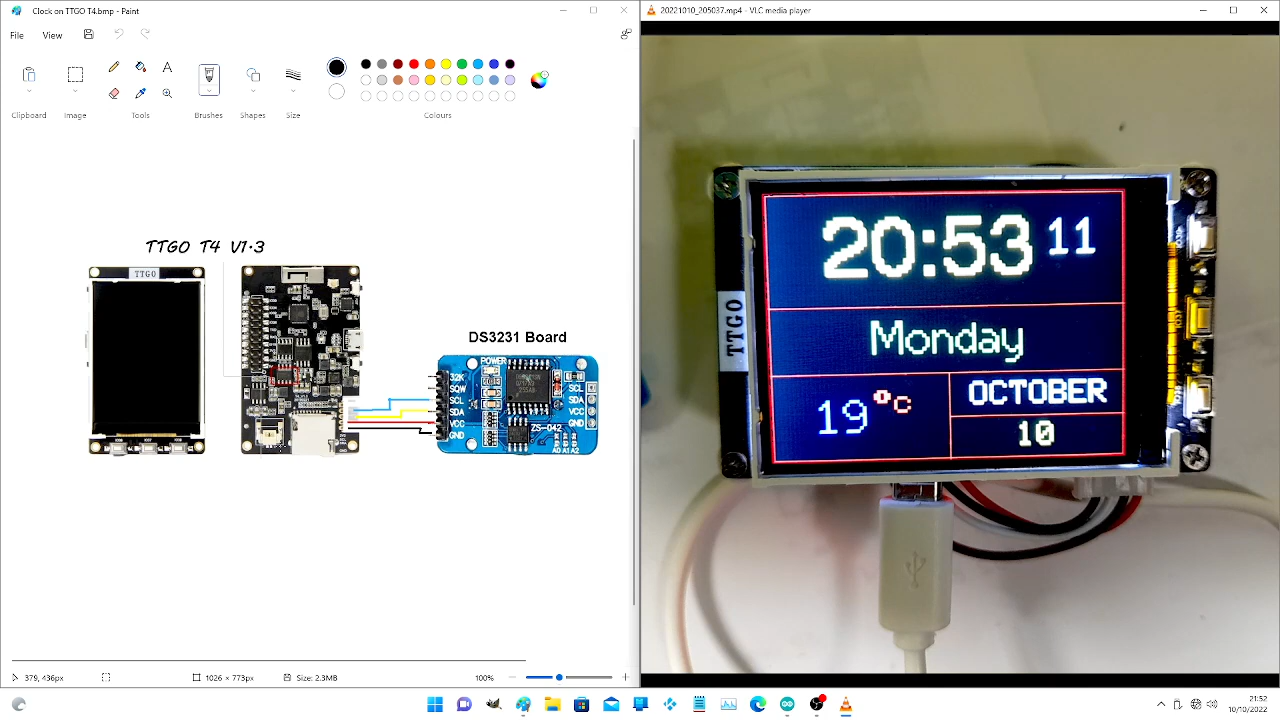 Clock on TTGO T4.bmp - Paint
File View
Clipboard Image Tools Brushes Shapes Size Colours
TTGO T4 V1.3
TTGO
DS3231 Board
POWER
32K
SQW
SCL
SDA
VCC
GND
SCL
SDA
VCC
GND
ZS-042
A0 A1 A2
379, 436px
1026 × 773px
Size: 2.3MB
100%
20221010_205037.mp4 - VLC media player
TTGO
20:53 11
Monday
19 °C
OCTOBER
10
21:52
10/10/2022